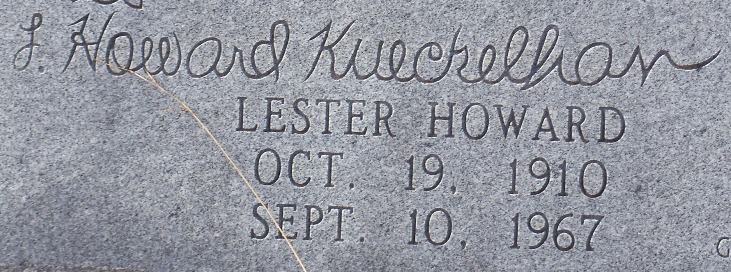 L. Howard Kueckelhan
LESTER HOWARD
OCT. 19, 1910
SEPT. 10, 1967
G